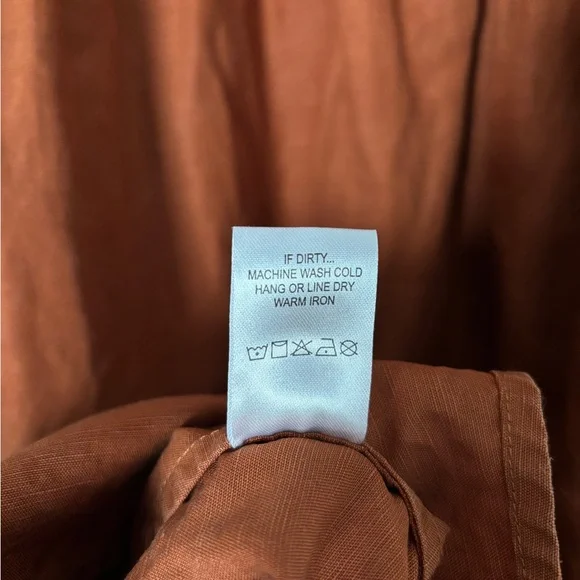 IF DIRTY...
MACHINE WASH COLD
HANG OR LINE DRY
WARM IRON